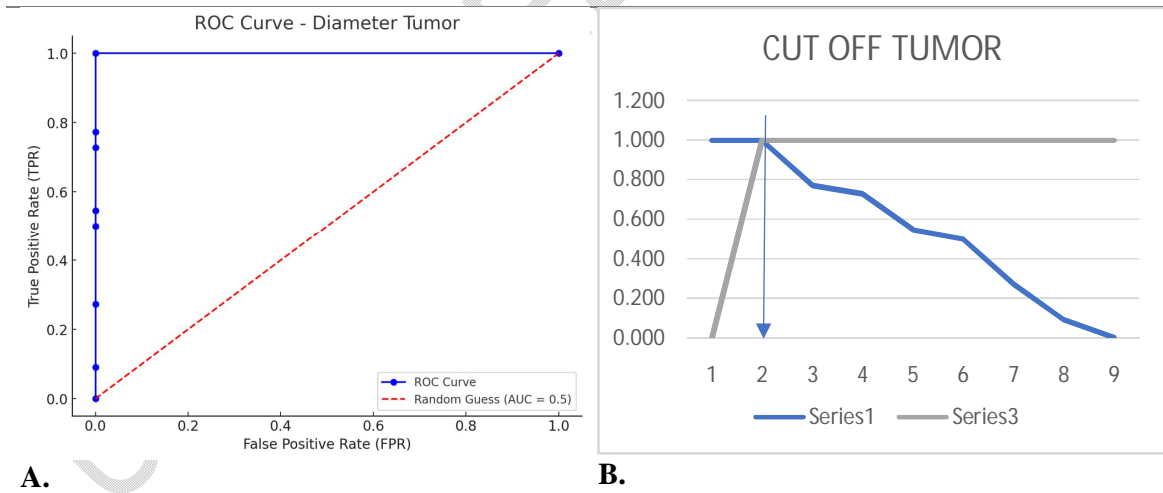 ROC Curve - Diameter Tumor
1.0
0.8
0.6
0.4
0.2
0.0
True Positive Rate (TPR)
ROC Curve
Random Guess (AUC = 0.5)
0.0 0.2 0.4 0.6 0.8 1.0
False Positive Rate (FPR)
A.
CUT OFF TUMOR
1.200
1.000
0.800
0.600
0.400
0.200
0.000
1 2 3 4 5 6 7 8 9
Series1 Series3
B.